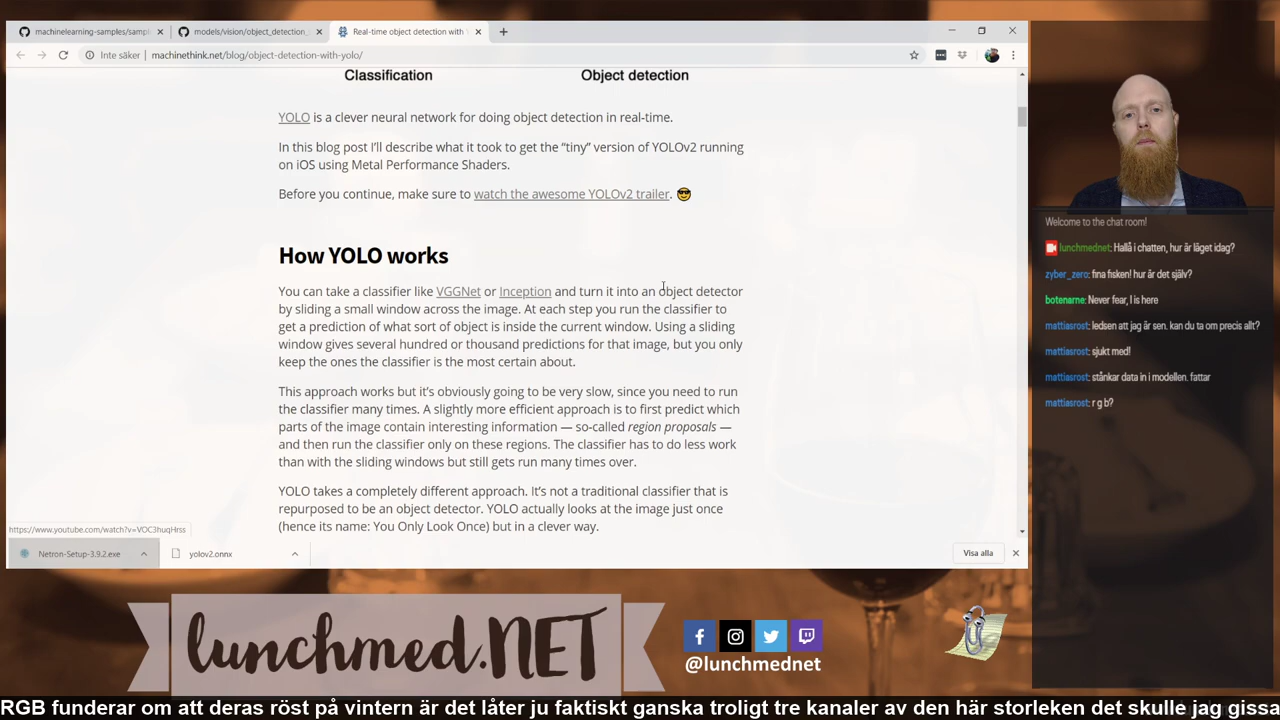 machinelearning-samples/sampl
models/vision/object_detection_
Real-time object detection with Y
Inte säker
machinethink.net/blog/object-detection-with-yolo/
Classification
Object detection
YOLO is a clever neural network for doing object detection in real-time.
In this blog post I'll describe what it took to get the “tiny” version of YOLOv2 running
on iOS using Metal Performance Shaders.
Before you continue, make sure to watch the awesome YOLOv2 trailer. 😎
How YOLO works
You can take a classifier like VGGNet or Inception and turn it into an object detector
by sliding a small window across the image. At each step you run the classifier to
get a prediction of what sort of object is inside the current window. Using a sliding
window gives several hundred or thousand predictions for that image, but you only
keep the ones the classifier is the most certain about.
This approach works but it's obviously going to be very slow, since you need to run
the classifier many times. A slightly more efficient approach is to first predict which
parts of the image contain interesting information — so-called region proposals —
and then run the classifier only on these regions. The classifier has to do less work
than with the sliding windows but still gets run many times over.
YOLO takes a completely different approach. It's not a traditional classifier that is
repurposed to be an object detector. YOLO actually looks at the image just once
(hence its name: You Only Look Once) but in a clever way.
https://www.youtube.com/watch?v=VOC3huqHrss
Netron-Setup-3.9.2.exe
yolov2.onnx
Visa alla
Welcome to the chat room!
lunchmednet: Hallå i chatten, hur är läget idag?
zyber_zero: fina fisken! hur är det själv?
botenarne: Never fear, I is here
mattiasrost: ledsen att jag är sen. kan du ta om precis allt?
mattiasrost: sjukt med!
mattiasrost: stånkar data in i modellen. fattar
mattiasrost: r g b?
lunchmed.NET
@lunchmednet
RGB funderar om att deras röst på vintern är det låter ju faktiskt ganska troligt tre kanaler av den här storleken det skulle jag gissa